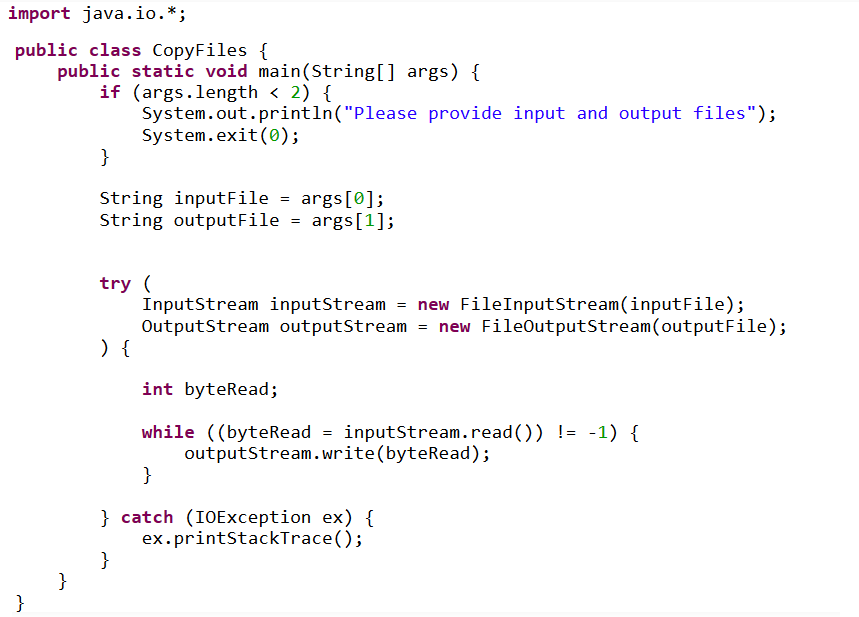 import java.io.*;
public class CopyFiles {
    public static void main(String[] args) {
        if (args.length < 2) {
            System.out.println("Please provide input and output files");
            System.exit(0);
        }
        String inputFile = args[0];
        String outputFile = args[1];
        try (
            InputStream inputStream = new FileInputStream(inputFile);
            OutputStream outputStream = new FileOutputStream(outputFile);
        ) {
            int byteRead;
            while ((byteRead = inputStream.read()) != -1) {
                outputStream.write(byteRead);
            }
        } catch (IOException ex) {
            ex.printStackTrace();
        }
    }
}